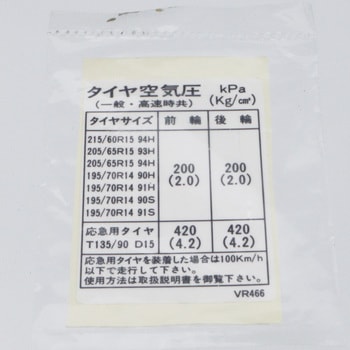 タイヤ空気圧 kPa
(一般・高速時共) (Kg/cm²)
タイヤサイズ 前輪 後輪
215/60R15 94H
205/65R15 93H
205/65R15 94H
195/70R14 90H 200 200
195/70R14 91H (2.0) (2.0)
195/70R14 90S
195/70R14 91S
応急用タイヤ 420 420
T135/90 D15 (4.2) (4.2)
応急用タイヤを装着した場合は100Km/h
以下で走行して下さい。
使用方法は取扱説明書を御覧下さい。
VR466